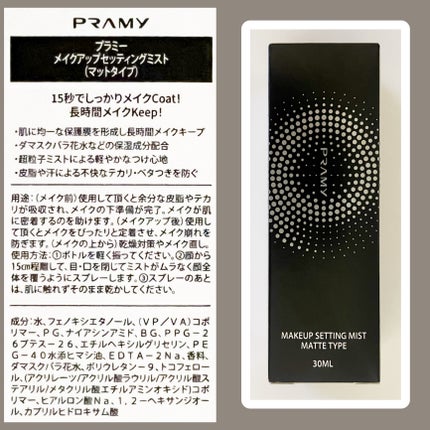 PRAMY
プラミー
メイクアップセッティングミスト
(マットタイプ)
15秒でしっかりメイクCoat!
長時間メイクKeep!
・肌に均一な保護膜を形成し長時間メイクキープ
・ダマスクバラ花水などの保湿成分配合
・超粒子ミストによる軽やかなつけ心地
・皮脂や汗による不快なテカリ・ベタつきを防ぐ
用途:(メイク前)使用して頂くと余分な皮脂やテカ
リが吸収され、メイクの下準備が完了。メイクが肌
に密着するのを助けます。(メイクアップ後)使用し
て頂くとメイクをぴったりと定着させ、メイク崩れを
防ぎます。(メイクの上から)乾燥対策やメイク直し。
使用方法:①ボトルを軽く振ってください。②顔から
15㎝程離して、目・口を閉じてミストがムラなく顔全
体を覆うようにスプレーします。③スプレーのあと
は、肌に触れずそのまま乾かしてください。
成分:水、フェノキシエタノール、(VP/VA)コポ
リマー、PG、ナイアシンアミド、BG、PPG-2
6ブテス-26、エチルヘキシルグリセリン、PE
G-40水添ヒマシ油、EDTA-2Na、香料、
ダマスクバラ花水、ポリウレタン-9、トコフェロー
ル、(アクリレーツ/アクリル酸ラウリル/アクリル酸ス
テアリル/メタクリル酸エチルアミンオキシド)コポ
リマー、ヒアルロン酸Na、1,2-ヘキサンジオー
ル、カプリルヒドロキサム酸
PRAMY
MAKEUP SETTING MIST
MATTE TYPE
30ML